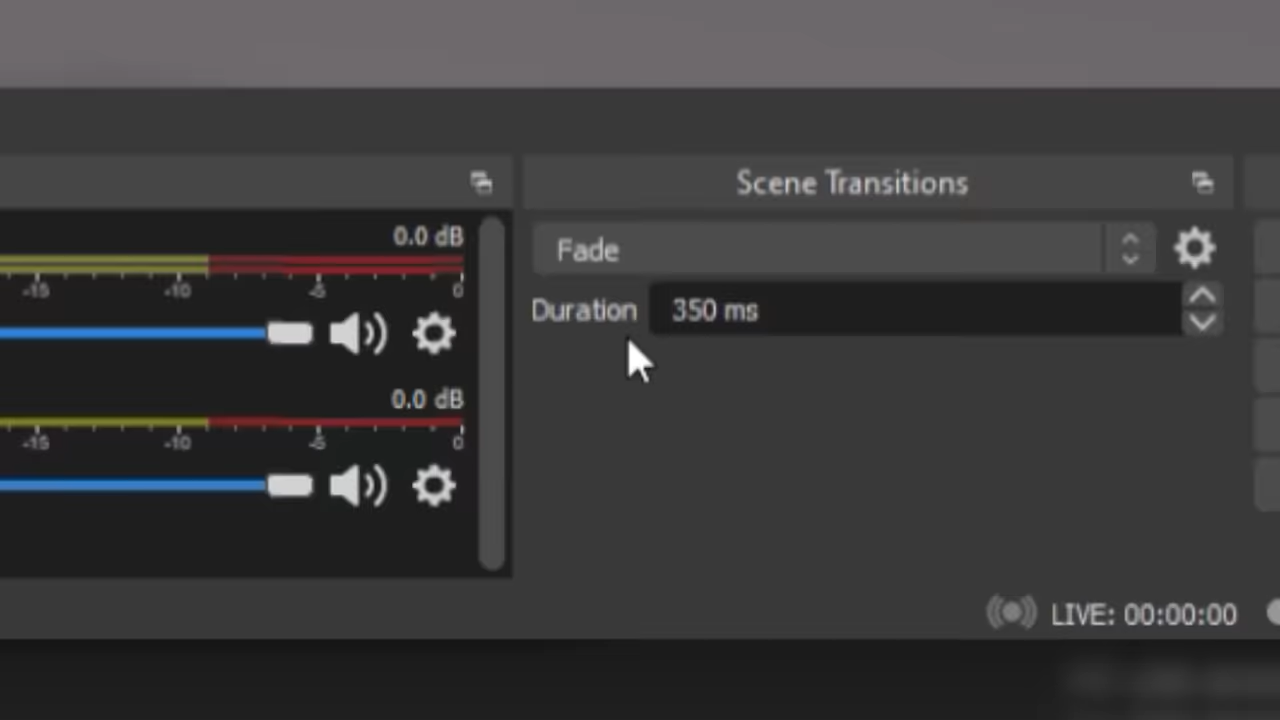 Scene Transitions
0.0 dB
-15 -10 -5 0
Fade
Duration 350 ms
0.0 dB
-15 -10 -5 0
LIVE: 00:00:00